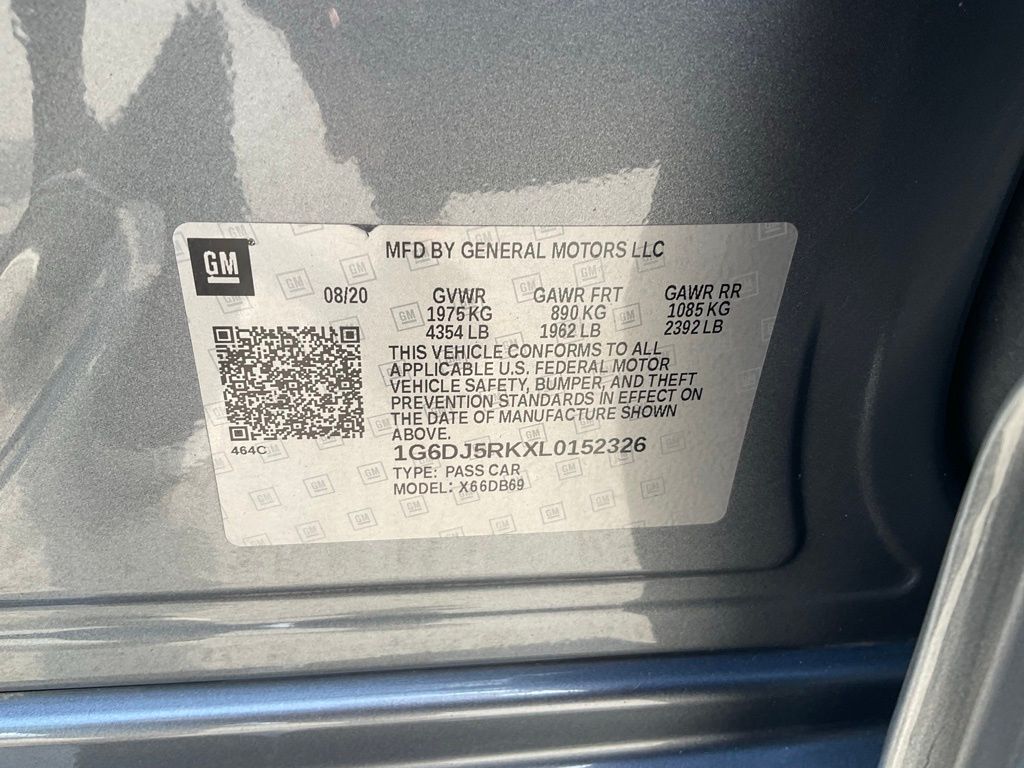 GM
MFD BY GENERAL MOTORS LLC
08/20 GVWR GAWR FRT GAWR RR
1975 KG 890 KG 1085 KG
4354 LB 1962 LB 2392 LB
THIS VEHICLE CONFORMS TO ALL
APPLICABLE U.S. FEDERAL MOTOR
VEHICLE SAFETY, BUMPER, AND THEFT
PREVENTION STANDARDS IN EFFECT ON
THE DATE OF MANUFACTURE SHOWN
ABOVE.
464C
1G6DJ5RKXL0152326
TYPE: PASS CAR
MODEL: X66DB69